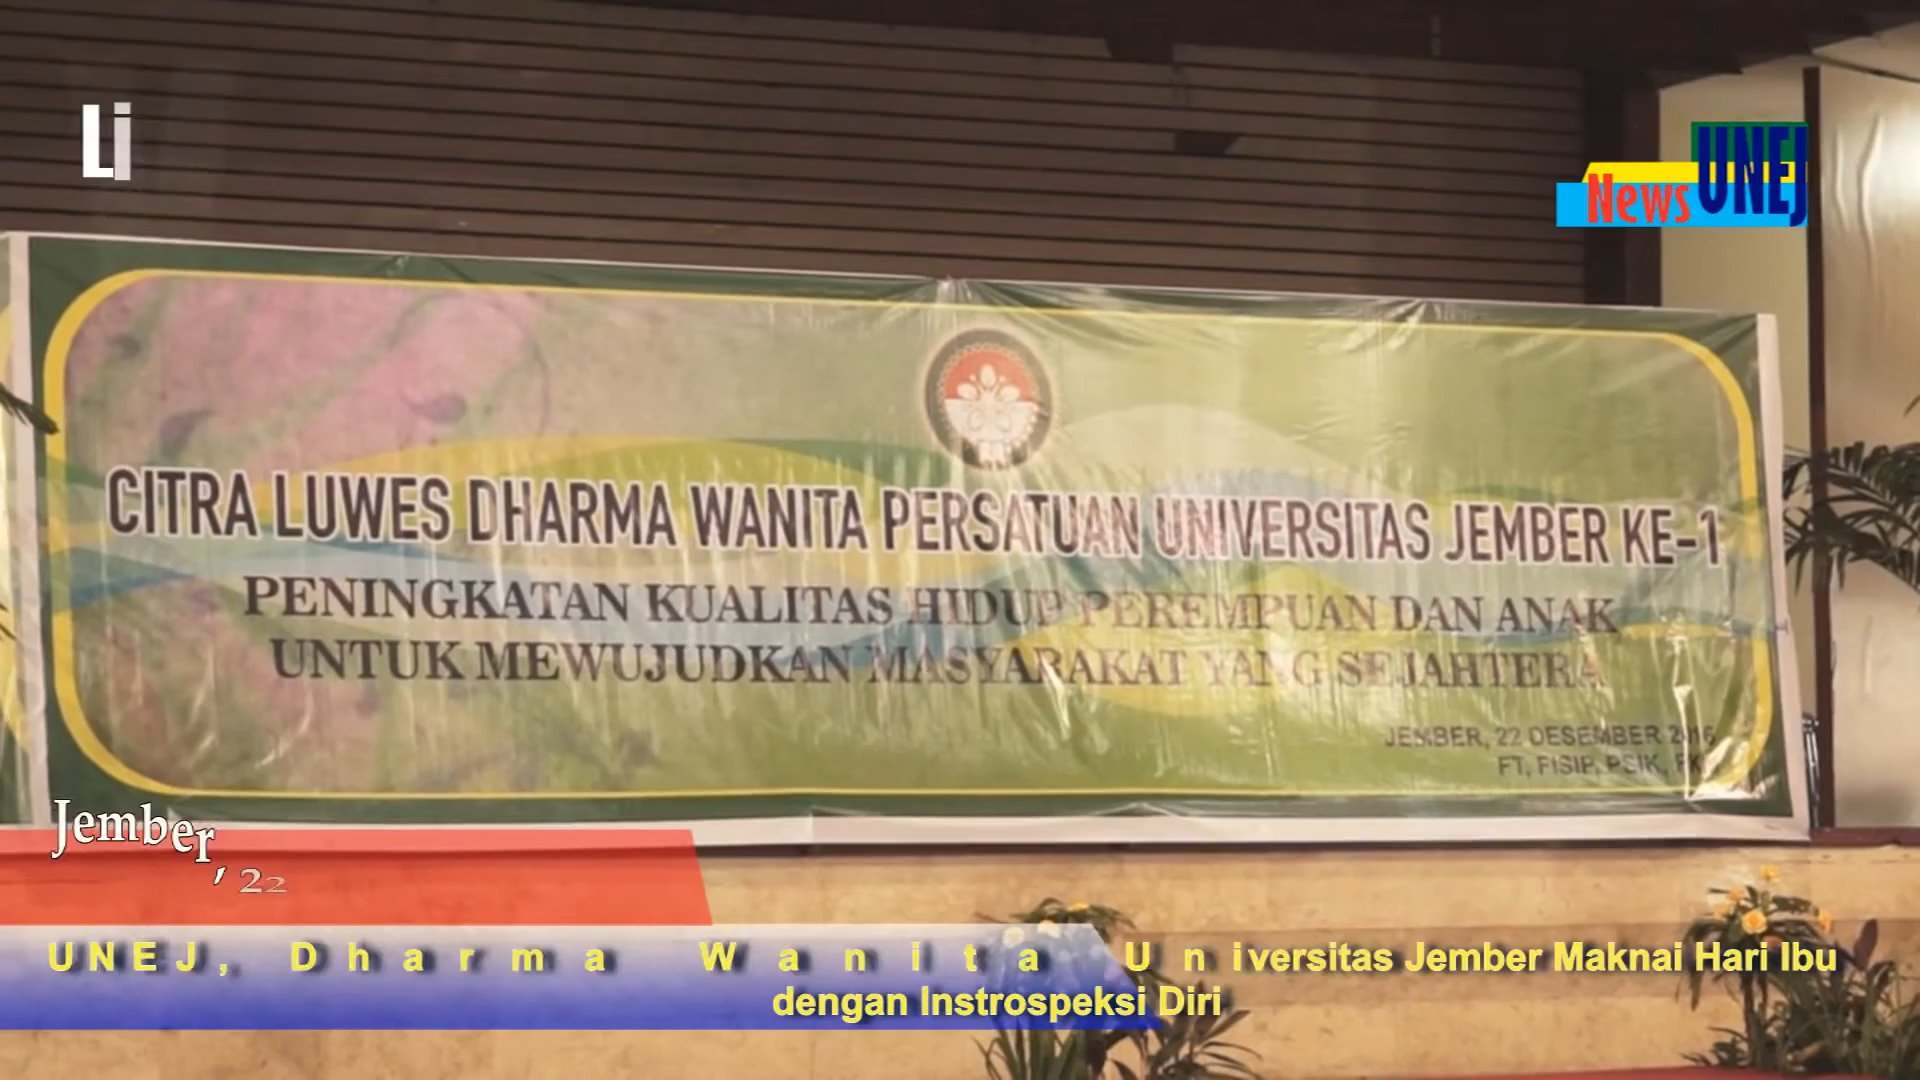 Li
News UNEJ
CITRA LUWES DHARMA WANITA PERSATUAN UNIVERSITAS JEMBER KE-1
PENINGKATAN KUALITAS HIDUP PEREMPUAN DAN ANAK
UNTUK MEWUJUDKAN MASYARAKAT YANG SEJAHTERA
JEMBER, 22 DESEMBER 2016
FT, FISIP, PSIK,
Jember, 22
UNEJ, Dharma Wanita Universitas Jember Maknai Hari Ibu
dengan Instrospeksi Diri